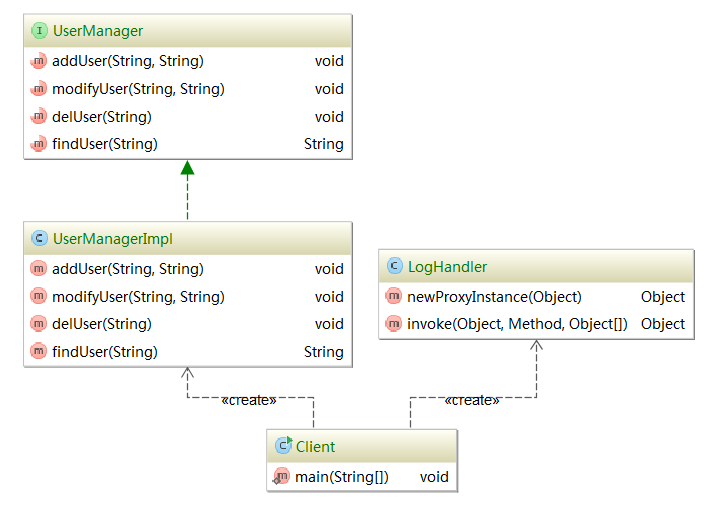 I UserManager
m addUser(String, String) void
m modifyUser(String, String) void
m delUser(String) void
m findUser(String) String
C UserManagerImpl
m addUser(String, String) void
m modifyUser(String, String) void
m delUser(String) void
m findUser(String) String
C LogHandler
m newProxyInstance(Object) Object
m invoke(Object, Method, Object[]) Object
«create»
«create»
C Client
m main(String[]) void